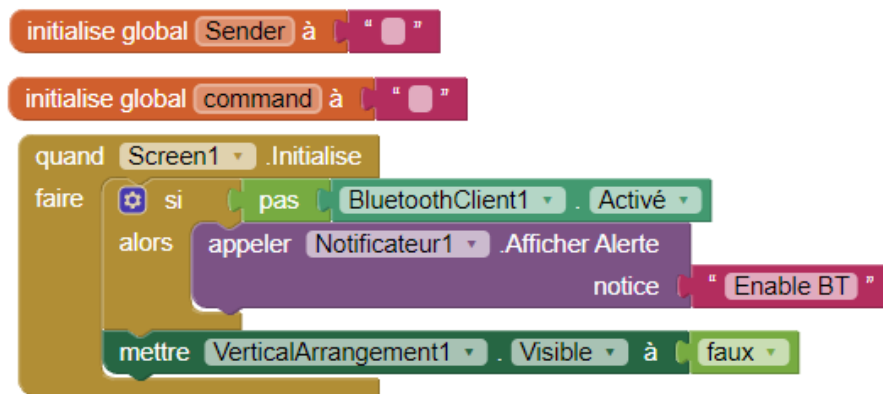 initialise global Sender à " "
initialise global command à " "
quand Screen1 .Initialise
faire si pas BluetoothClient1 . Activé
alors appeler Notificateur1 .Afficher Alerte
notice " Enable BT "
mettre VerticalArrangement1 . Visible à faux